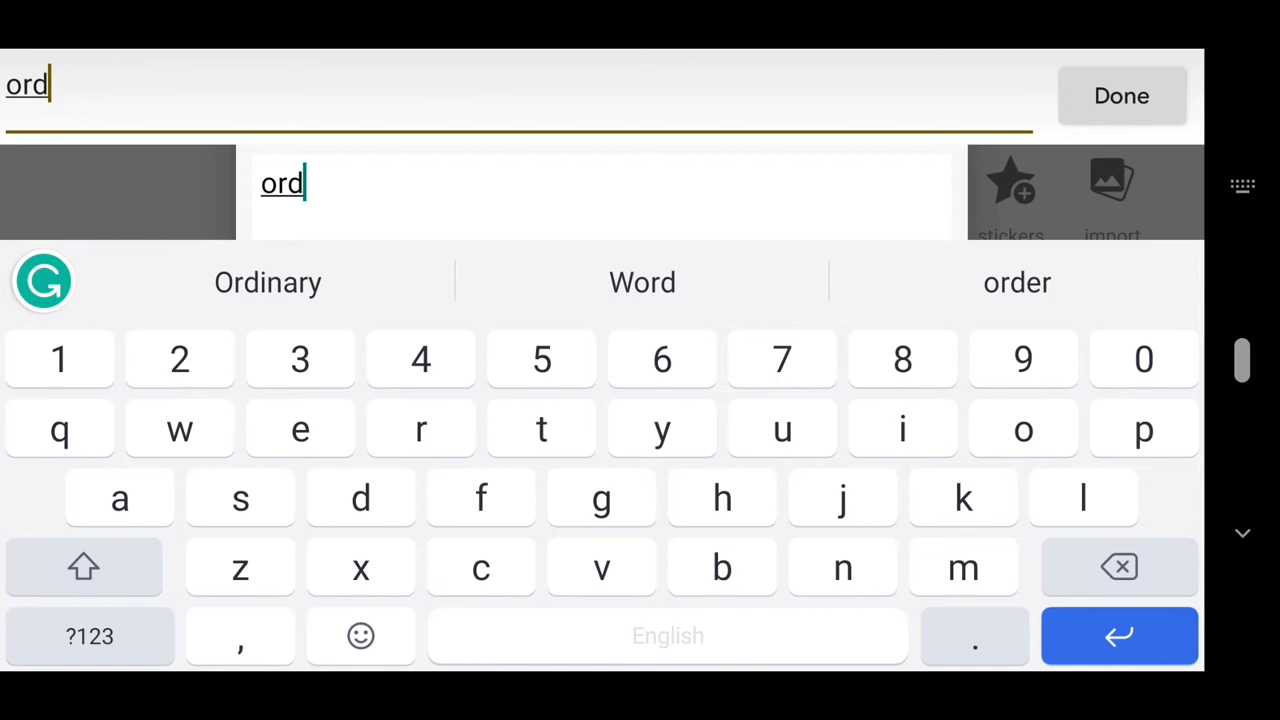 ord
Done
ord
stickers import
Ordinary Word order
1 2 3 4 5 6 7 8 9 0
q w e r t y u i o p
a s d f g h j k l
z x c v b n m
?123 , English .